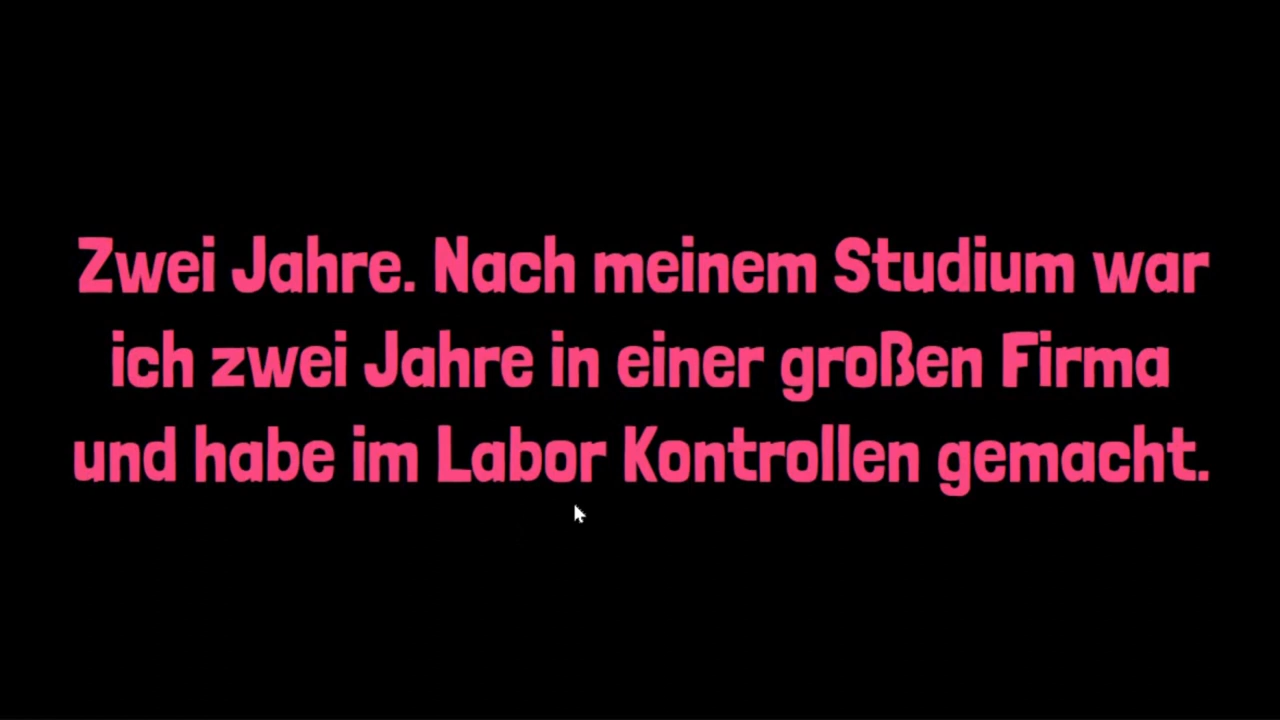 Zwei Jahre. Nach meinem Studium war
ich zwei Jahre in einer großen Firma
und habe im Labor Kontrollen gemacht.